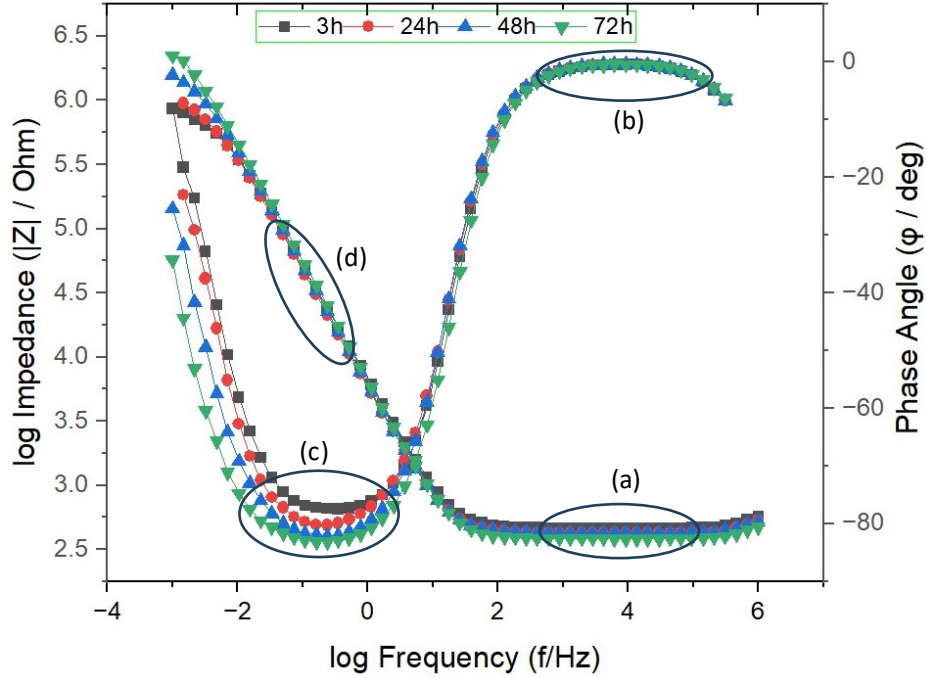 3h 24h 48h 72h
log Impedance (|Z| / Ohm)
6.5
6.0
5.5
5.0
4.5
4.0
3.5
3.0
2.5
0
−20
−40
−60
−80
Phase Angle (φ / deg)
(b)
(d)
(c)
(a)
−4 −2 0 2 4 6
log Frequency (f/Hz)